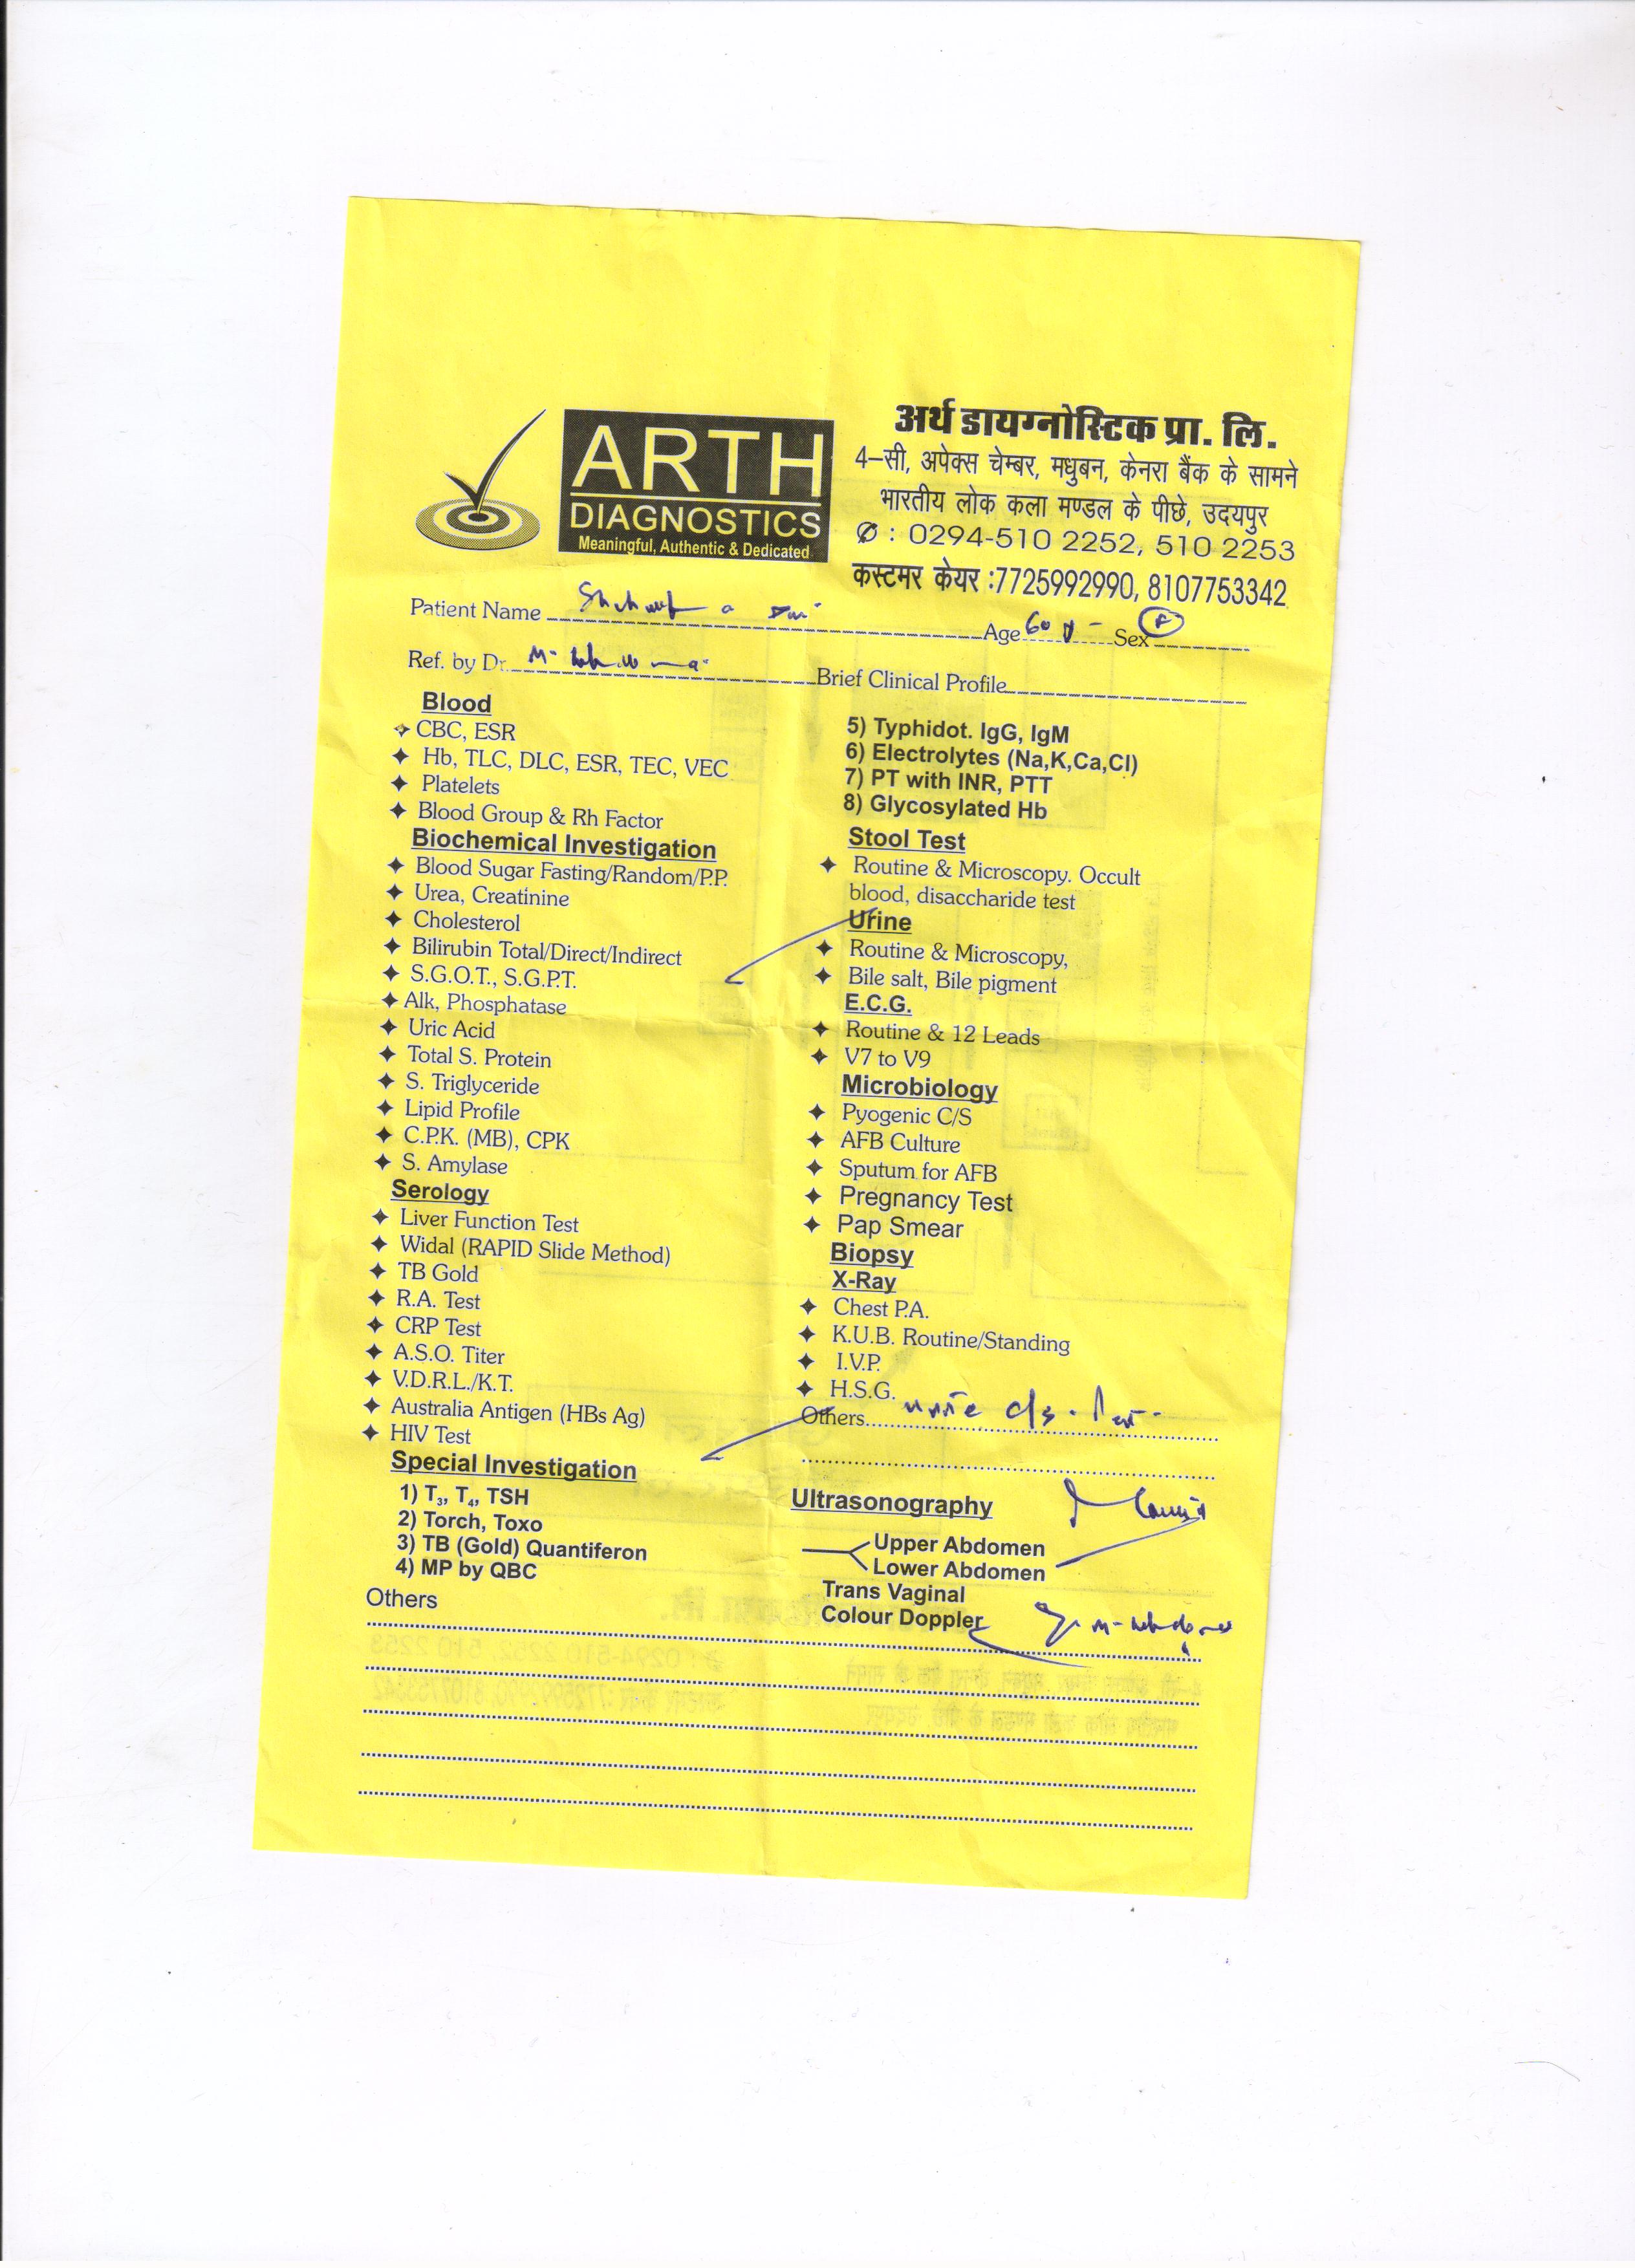 ARTH
DIAGNOSTICS
Meaningful, Authentic & Dedicated
अर्थ डायग्नोस्टिक प्रा. लि.
4–सी, अपेक्स चेम्बर, मधुबन, केनरा बैंक के सामने
भारतीय लोक कला मण्डल के पीछे, उदयपुर
✆ : 0294-510 2252, 510 2253
कस्टमर केयर :7725992990, 8107753342
Patient Name Age 60 y Sex F
Ref. by Dr. Brief Clinical Profile
Blood
CBC, ESR
Hb, TLC, DLC, ESR, TEC, VEC
Platelets
Blood Group & Rh Factor
Biochemical Investigation
Blood Sugar Fasting/Random/P.P.
Urea, Creatinine
Cholesterol
Bilirubin Total/Direct/Indirect
S.G.O.T., S.G.P.T.
Alk, Phosphatase
Uric Acid
Total S. Protein
S. Triglyceride
Lipid Profile
C.P.K. (MB), CPK
S. Amylase
Serology
Liver Function Test
Widal (RAPID Slide Method)
TB Gold
R.A. Test
CRP Test
A.S.O. Titer
V.D.R.L./K.T.
Australia Antigen (HBs Ag)
HIV Test
Special Investigation
1) T3, T4, TSH
2) Torch, Toxo
3) TB (Gold) Quantiferon
4) MP by QBC
Others
5) Typhidot. IgG, IgM
6) Electrolytes (Na,K,Ca,Cl)
7) PT with INR, PTT
8) Glycosylated Hb
Stool Test
Routine & Microscopy. Occult
blood, disaccharide test
Urine
Routine & Microscopy,
Bile salt, Bile pigment
E.C.G.
Routine & 12 Leads
V7 to V9
Microbiology
Pyogenic C/S
AFB Culture
Sputum for AFB
Pregnancy Test
Pap Smear
Biopsy
X-Ray
Chest P.A.
K.U.B. Routine/Standing
I.V.P.
H.S.G.
Others urine c/s
Ultrasonography
Upper Abdomen
Lower Abdomen
Trans Vaginal
Colour Doppler